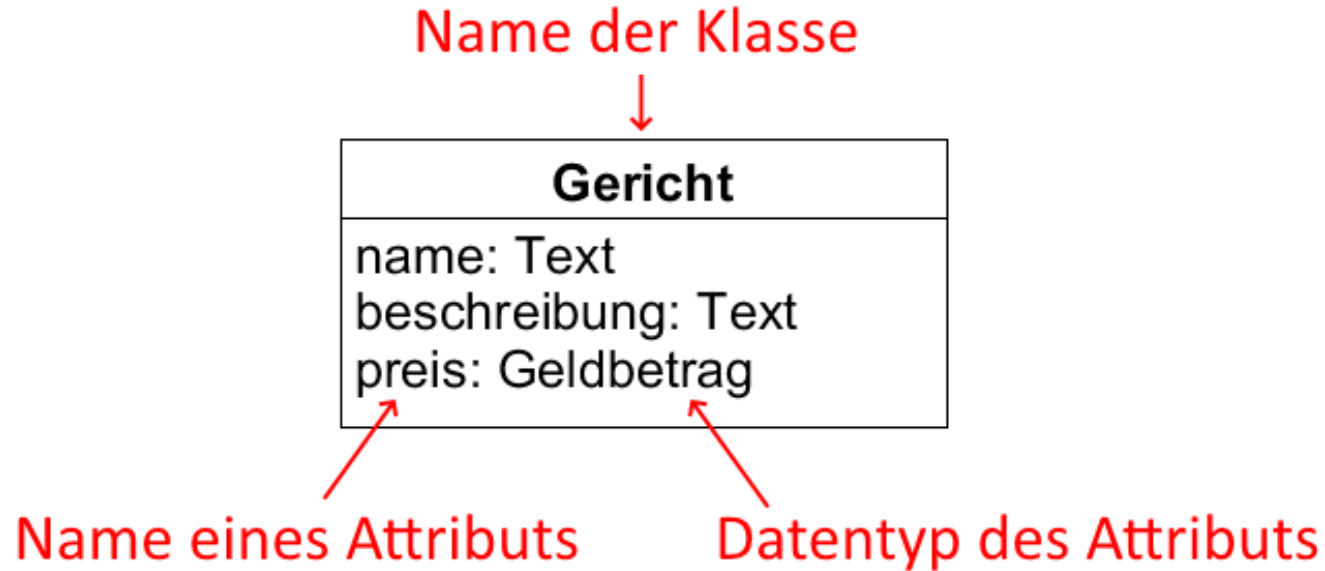 Name der Klasse
Gericht
name: Text
beschreibung: Text
preis: Geldbetrag
Name eines Attributs
Datentyp des Attributs